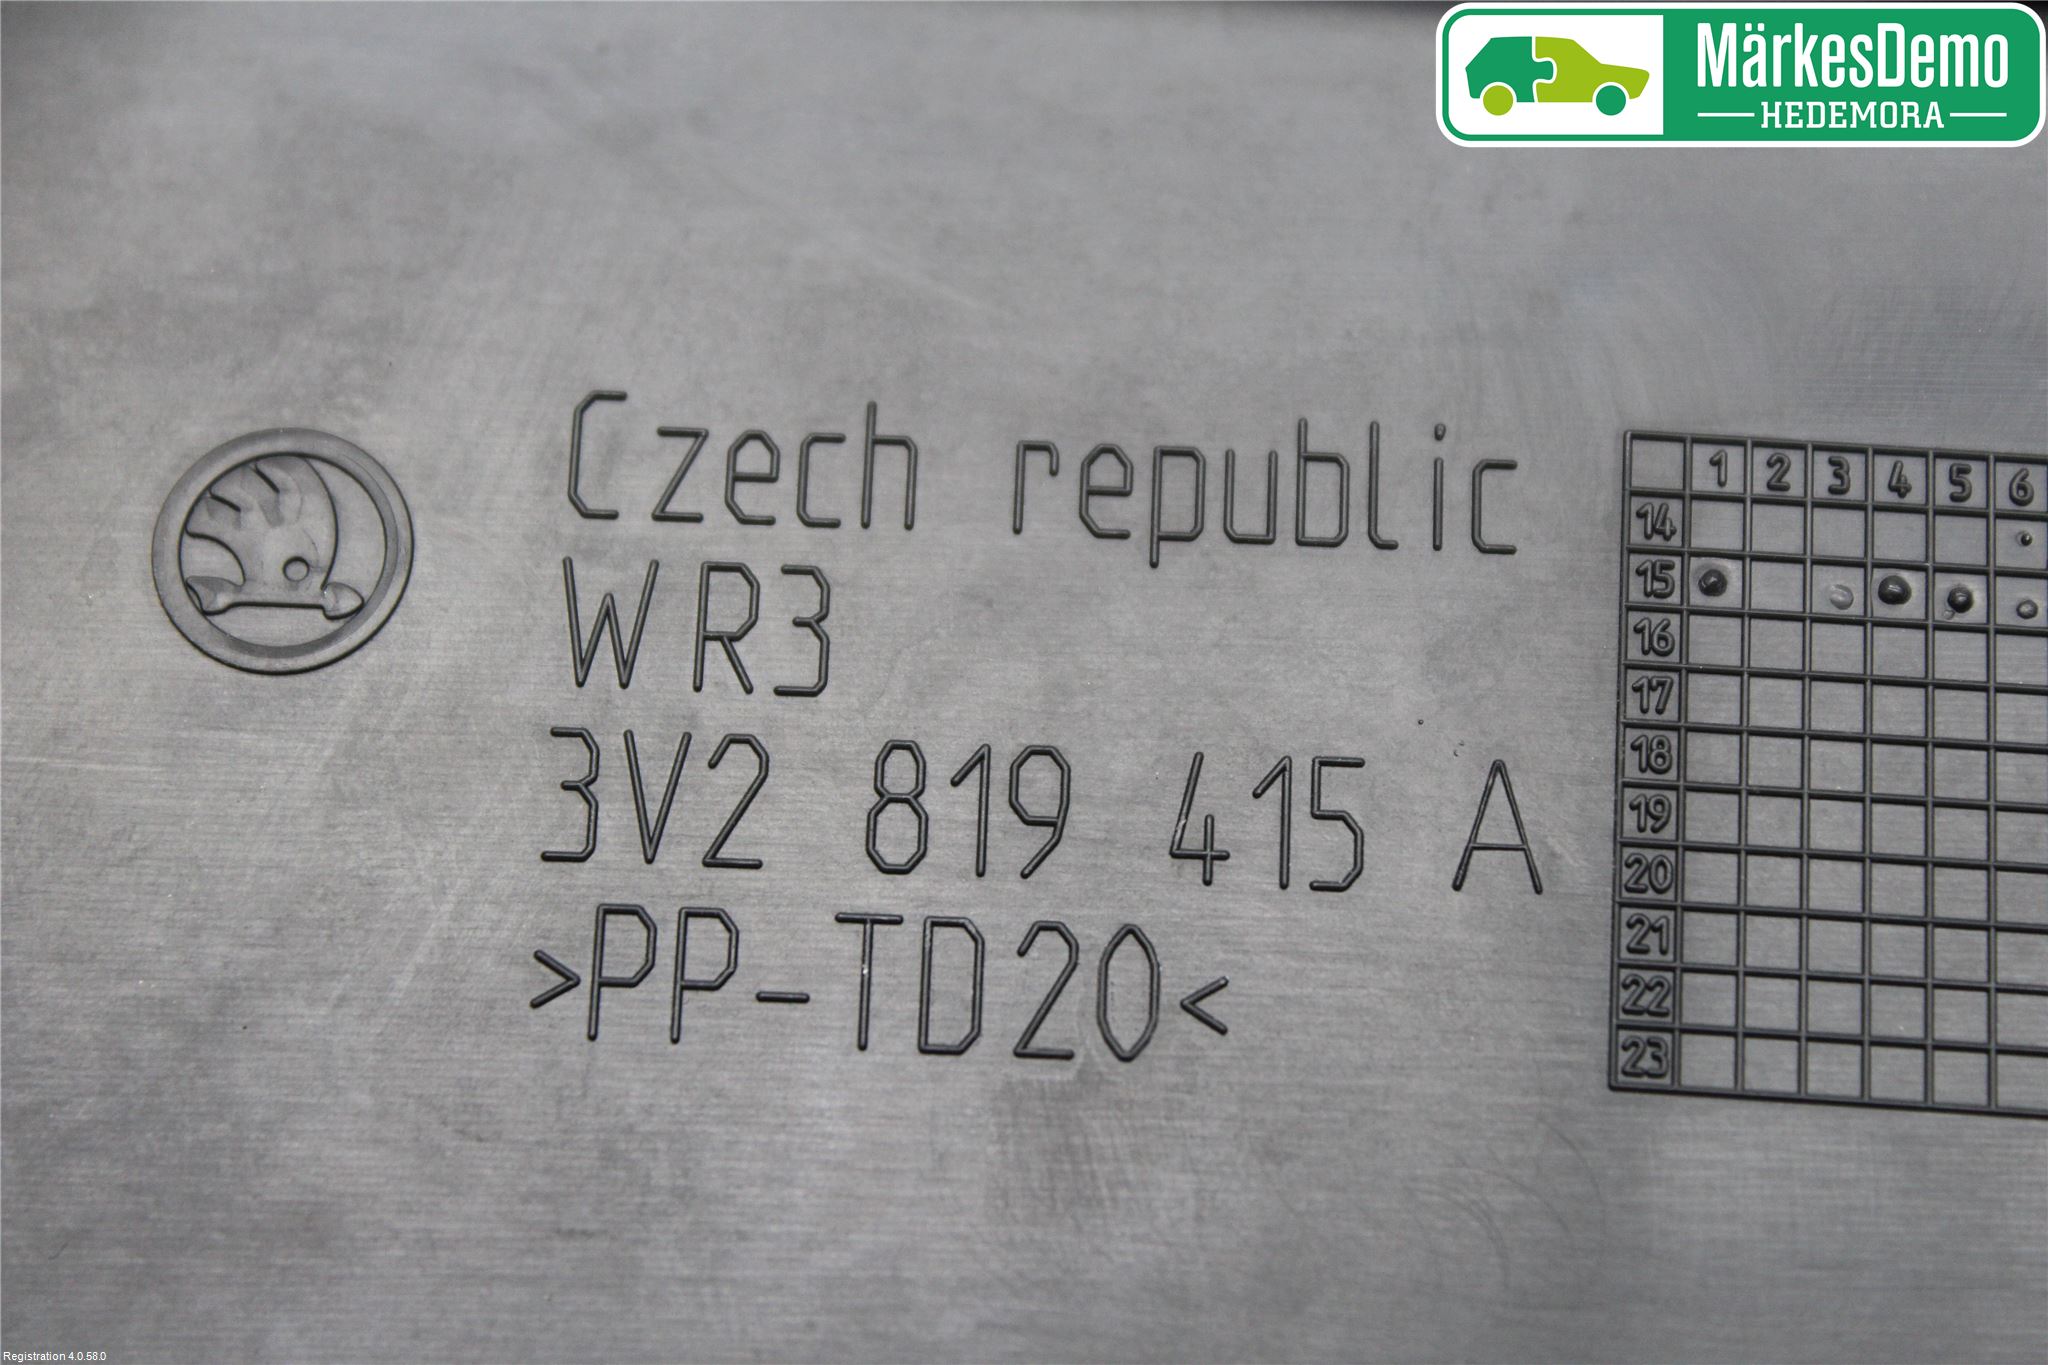 MärkesDemo
HEDEMORA
Czech republic
WR3
3V2 819 415 A
>PP-TD20<
1 2 3 4 5 6
14
15
16
17
18
19
20
21
22
23
Registration 4.0.58.0